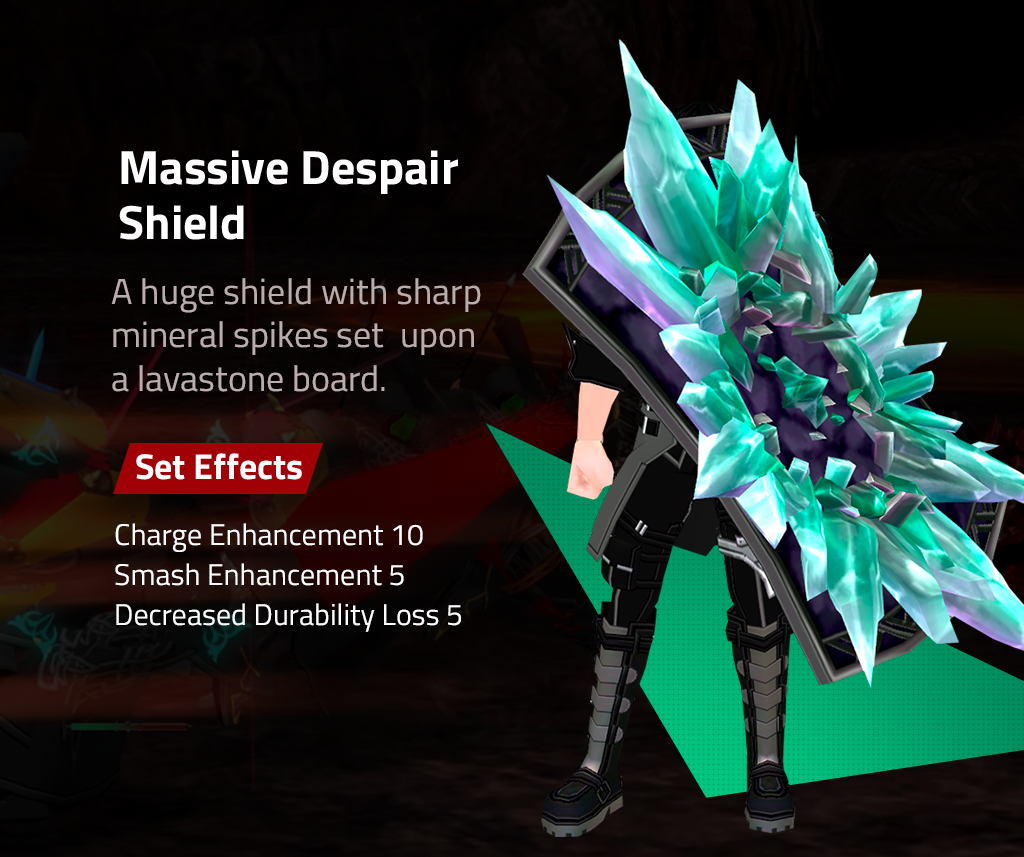 Massive Despair
Shield
A huge shield with sharp
mineral spikes set  upon
a lavastone board.
Set Effects
Charge Enhancement 10
Smash Enhancement 5
Decreased Durability Loss 5